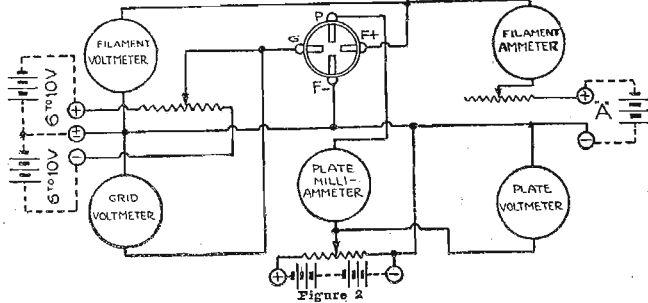 FILAMENT
VOLTMETER
P
G
F+
F-
FILAMENT
AMMETER
6 TO 10V
6 TO 10V
+
±
-
"A"
+
-
GRID
VOLTMETER
PLATE
MILLI-
AMMETER
PLATE
VOLTMETER
+
-
Figure 2